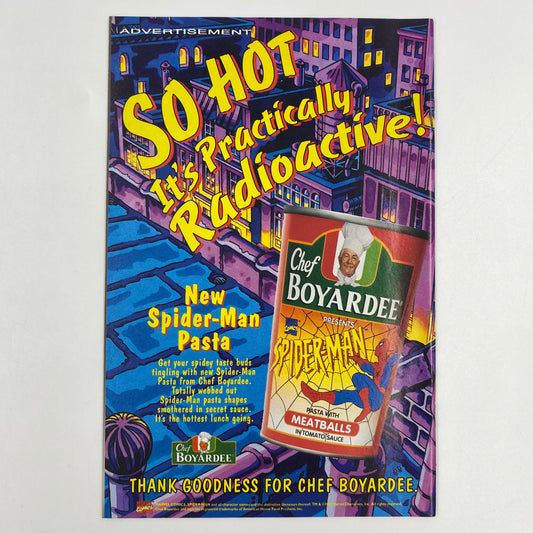 ADVERTISEMENT
SO HOT
It's Practically
Radioactive!
New
Spider-Man
Pasta
Get your spidey taste buds
tingling with new Spider-Man
Pasta from Chef Boyardee.
Totally webbed out
Spider-Man pasta shapes
smothered in secret sauce.
It's the hottest lunch going.
Chef
BOYARDEE
Chef
BOYARDEE
PRESENTS
SPIDER-MAN
PASTA WITH
MEATBALLS
IN TOMATO SAUCE
THANK GOODNESS FOR CHEF BOYARDEE.